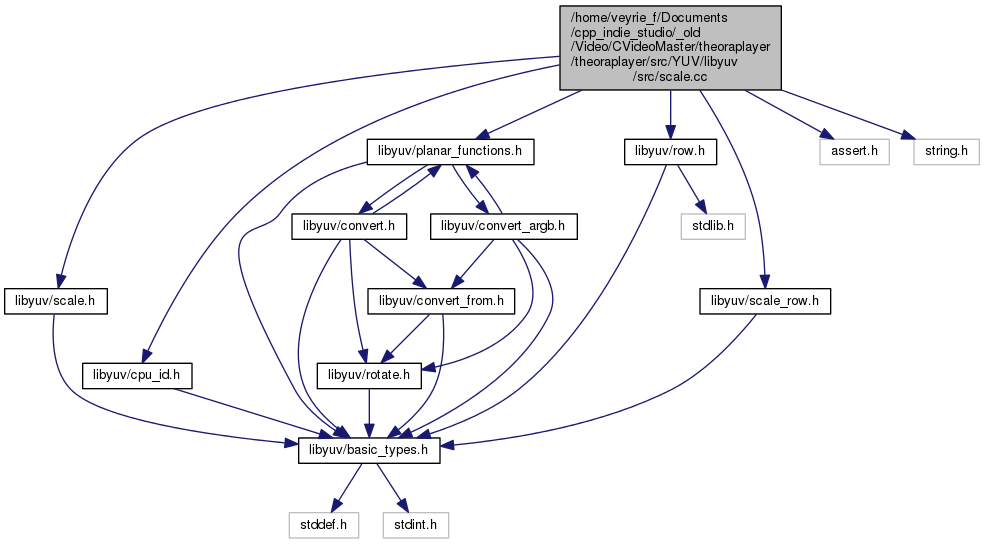 /home/veyrie_f/Documents
/cpp_indie_studio/_old
/Video/CVideoMaster/theoraplayer
/theoraplayer/src/YUV/libyuv
/src/scale.cc
libyuv/planar_functions.h
libyuv/row.h
assert.h
string.h
libyuv/convert.h
libyuv/convert_argb.h
stdlib.h
libyuv/scale.h
libyuv/convert_from.h
libyuv/scale_row.h
libyuv/cpu_id.h
libyuv/rotate.h
libyuv/basic_types.h
stddef.h
stdint.h